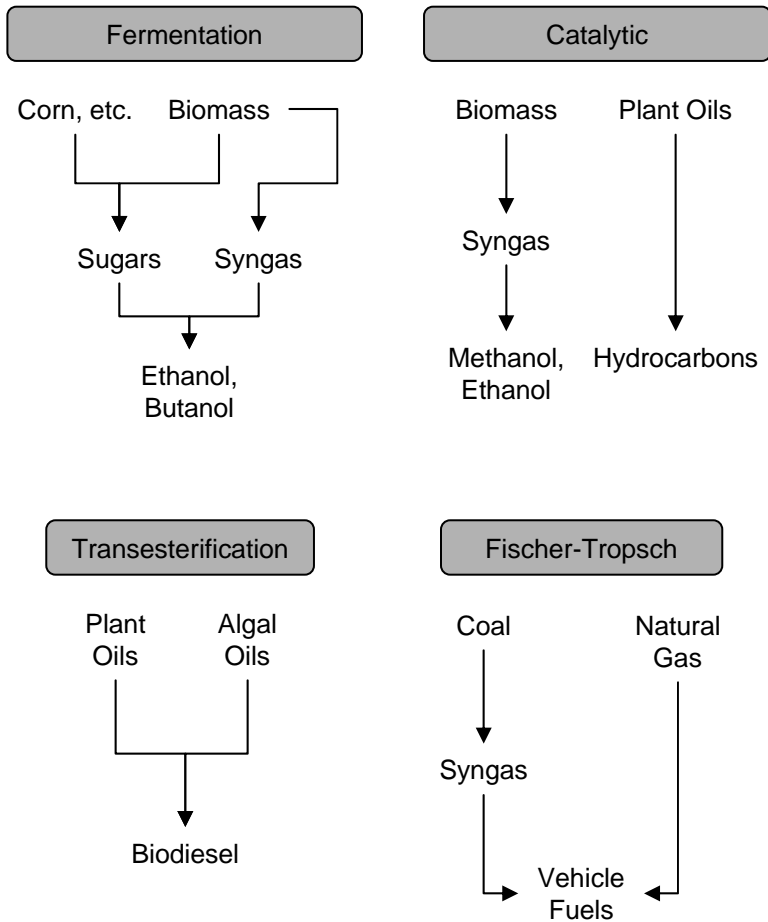 Fermentation
Corn, etc. Biomass
Sugars Syngas
Ethanol,
Butanol
Catalytic
Biomass Plant Oils
Syngas
Methanol,
Ethanol
Hydrocarbons
Transesterification
Plant
Oils
Algal
Oils
Biodiesel
Fischer-Tropsch
Coal
Natural
Gas
Syngas
Vehicle
Fuels